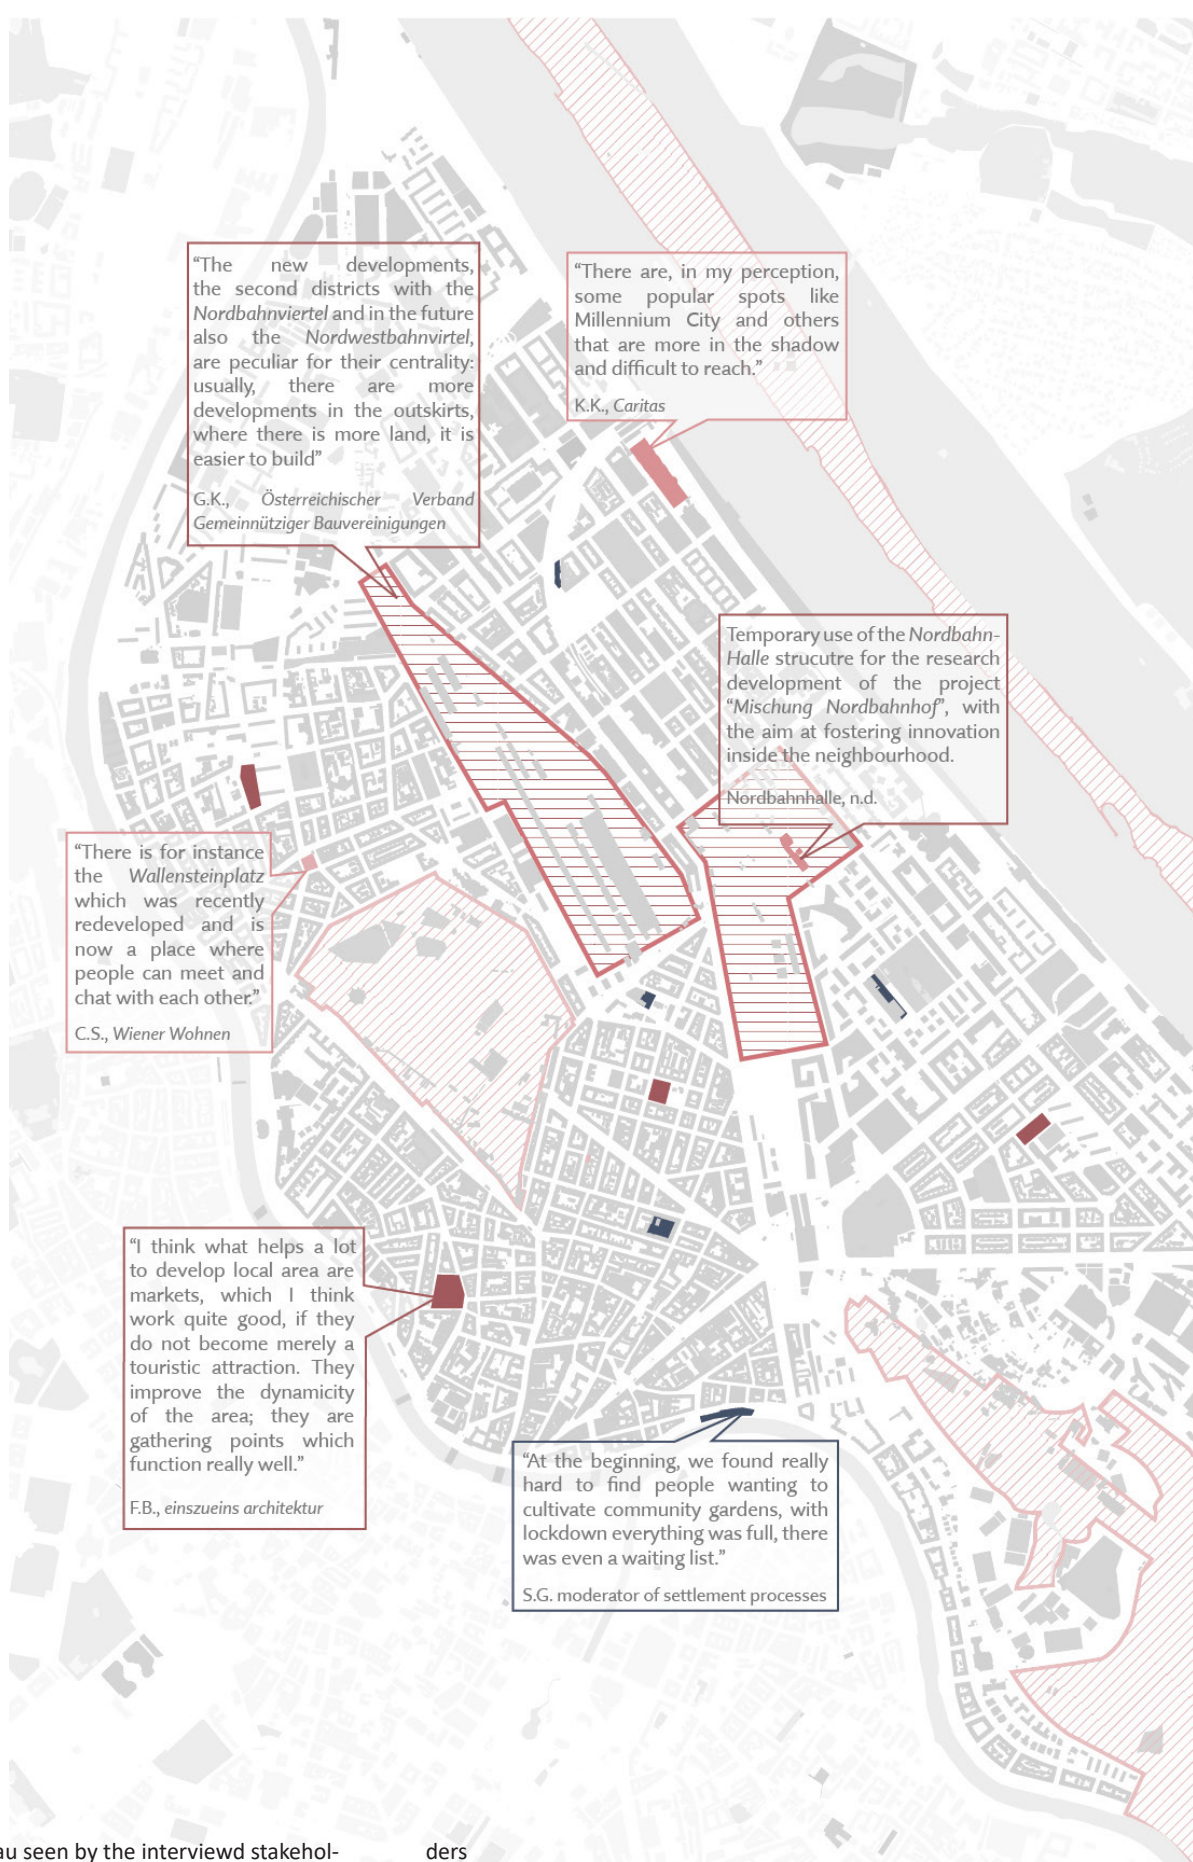 “The new developments,
the second districts with the
Nordbahnviertel and in the future
also the Nordwestbahnvirtel,
are peculiar for their centrality:
usually, there are more
developments in the outskirts,
where there is more land, it is
easier to build”
G.K., Österreichischer Verband
Gemeinnütziger Bauvereinigungen
“There are, in my perception,
some popular spots like
Millennium City and others
that are more in the shadow
and difficult to reach.”
K.K., Caritas
Temporary use of the Nordbahn-
Halle strucutre for the research
development of the project
“Mischung Nordbahnhof”, with
the aim at fostering innovation
inside the neighbourhood.
Nordbahnhalle, n.d.
“There is for instance
the Wallensteinplatz
which was recently
redeveloped and is
now a place where
people can meet and
chat with each other.”
C.S., Wiener Wohnen
“I think what helps a lot
to develop local area are
markets, which I think
work quite good, if they
do not become merely a
touristic attraction. They
improve the dynamicity
of the area; they are
gathering points which
function really well.”
F.B., einszueins architektur
“At the beginning, we found really
hard to find people wanting to
cultivate community gardens, with
lockdown everything was full, there
was even a waiting list.”
S.G. moderator of settlement processes
au seen by the interviewd stakehol- ders